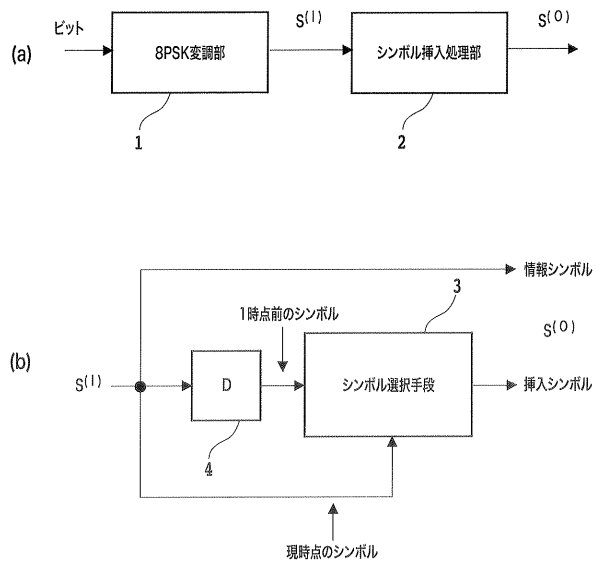 (a)
ビット
8PSK変調部
S(I)
シンボル挿入処理部
S(O)
1
2
(b)
情報シンボル
3
1時点前のシンボル
S(O)
S(I)
D
シンボル選択手段
挿入シンボル
4
現時点のシンボル